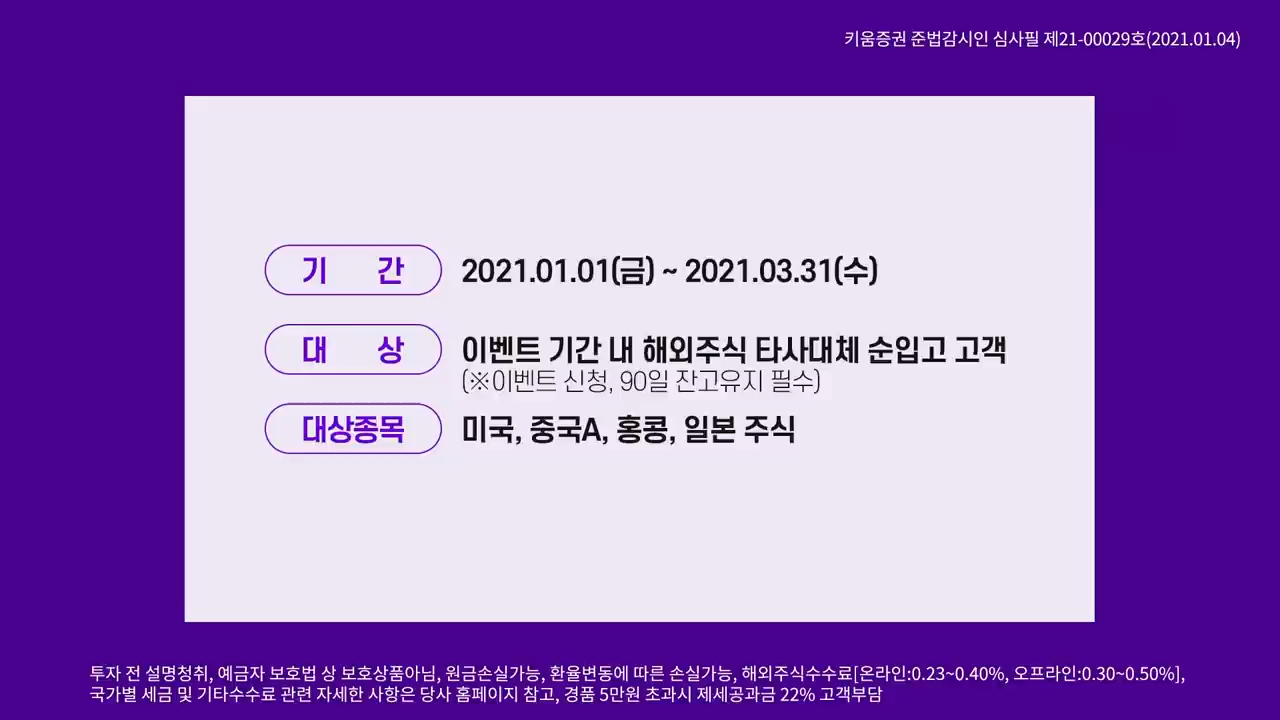 키움증권 준법감시인 심사필 제21-00029호(2021.01.04)
기 간 2021.01.01(금) ~ 2021.03.31(수)
대 상 이벤트 기간 내 해외주식 타사대체 순입고 고객
(※이벤트 신청, 90일 잔고유지 필수)
대상종목 미국, 중국A, 홍콩, 일본 주식
투자 전 설명청취, 예금자 보호법 상 보호상품아님, 원금손실가능, 환율변동에 따른 손실가능, 해외주식수수료[온라인:0.23~0.40%, 오프라인:0.30~0.50%],
국가별 세금 및 기타수수료 관련 자세한 사항은 당사 홈페이지 참고, 경품 5만원 초과시 제세공과금 22% 고객부담